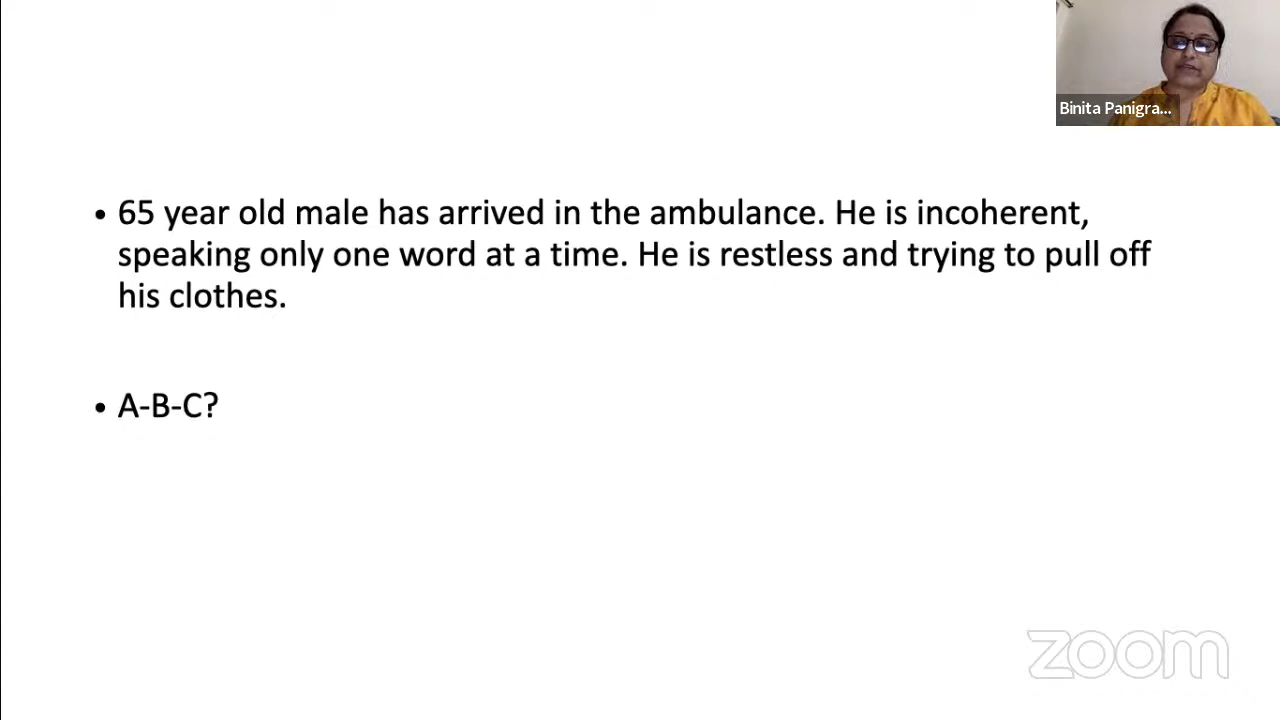 Binita Panigra...
• 65 year old male has arrived in the ambulance. He is incoherent,
speaking only one word at a time. He is restless and trying to pull off
his clothes.
• A-B-C?
zoom